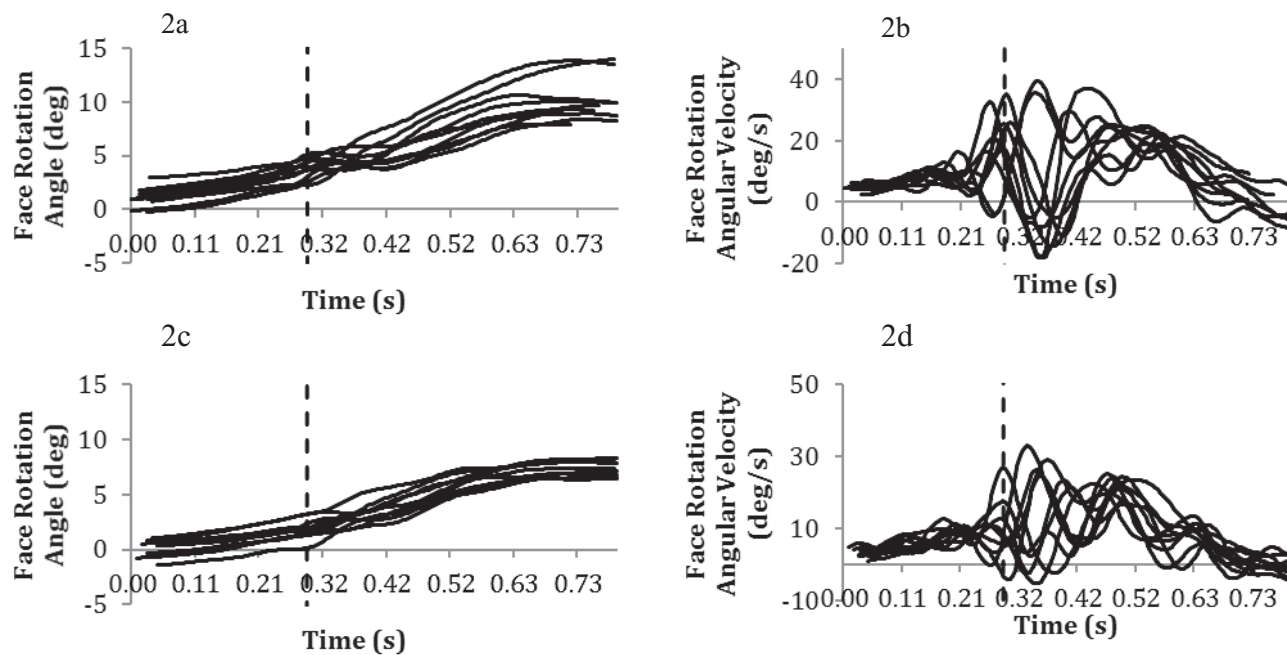 2a
Face Rotation
Angle (deg)
15
10
5
0
-5
0.00 0.11 0.21 0.32 0.42 0.52 0.63 0.73
Time (s)
2b
Face Rotation
Angular Velocity
(deg/s)
40
20
0
-20
0.00 0.11 0.21 0.32 0.42 0.52 0.63 0.73
Time (s)
2c
Face Rotation
Angle (deg)
15
10
5
0
-5
0.00 0.11 0.21 0.32 0.42 0.52 0.63 0.73
Time (s)
2d
Face Rotation
Angular Velocity
(deg/s)
50
30
10
-10
0.00 0.11 0.21 0.32 0.42 0.52 0.63 0.73
Time (s)